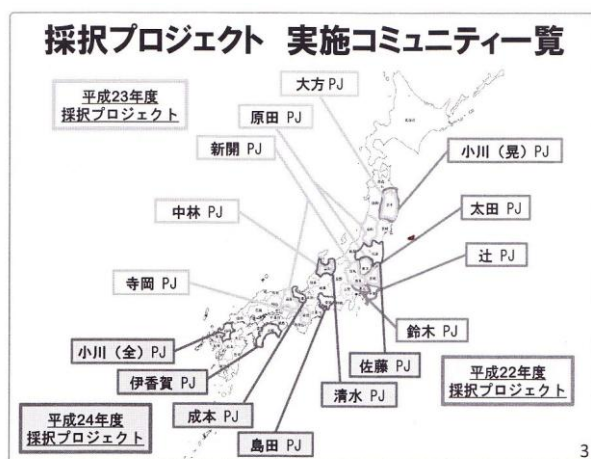 採択プロジェクト 実施コミュニティ一覧
平成23年度
採択プロジェクト
大方 PJ
原田 PJ
新開 PJ
小川（晃）PJ
中林 PJ
太田 PJ
辻 PJ
寺岡 PJ
鈴木 PJ
小川（全）PJ
佐藤 PJ
伊香賀 PJ
清水 PJ
平成22年度
採択プロジェクト
成本 PJ
平成24年度
採択プロジェクト
島田 PJ
3